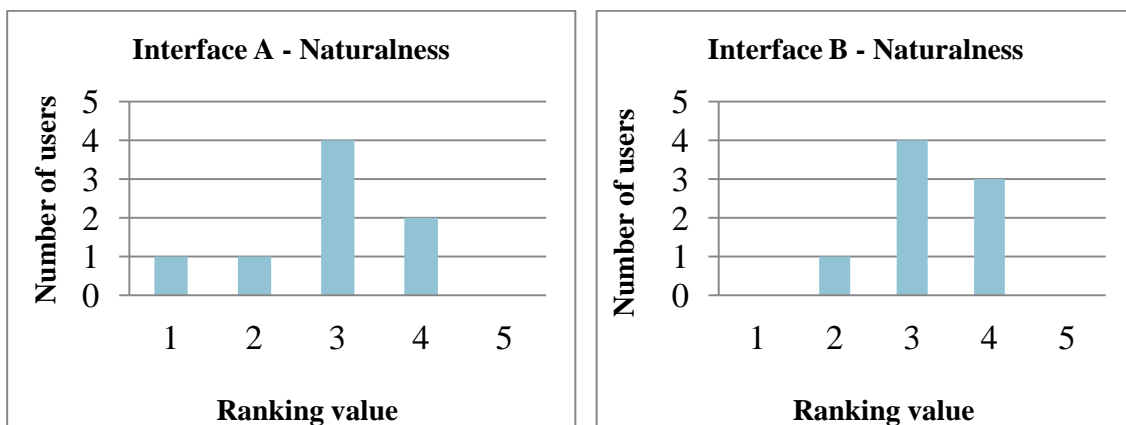 Interface A - Naturalness
Number of users
5
4
3
2
1
0
1 2 3 4 5
Ranking value
Interface B - Naturalness
Number of users
5
4
3
2
1
0
1 2 3 4 5
Ranking value